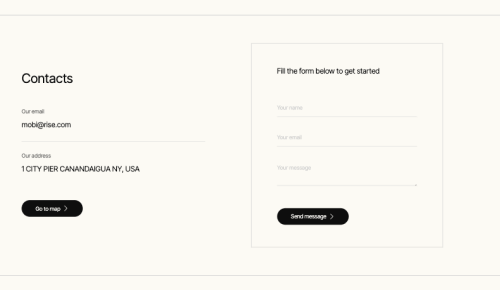 Contacts
Our email
mobi@rise.com
Our address
1 CITY PIER CANANDAIGUA NY, USA
Go to map
Fill the form below to get started
Your name
Your email
Your message
Send message